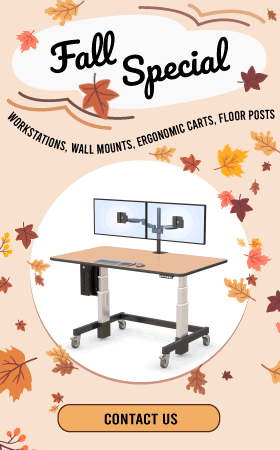 Fall Special
WORKSTATIONS, WALL MOUNTS, ERGONOMIC CARTS, FLOOR POSTS
CONTACT US